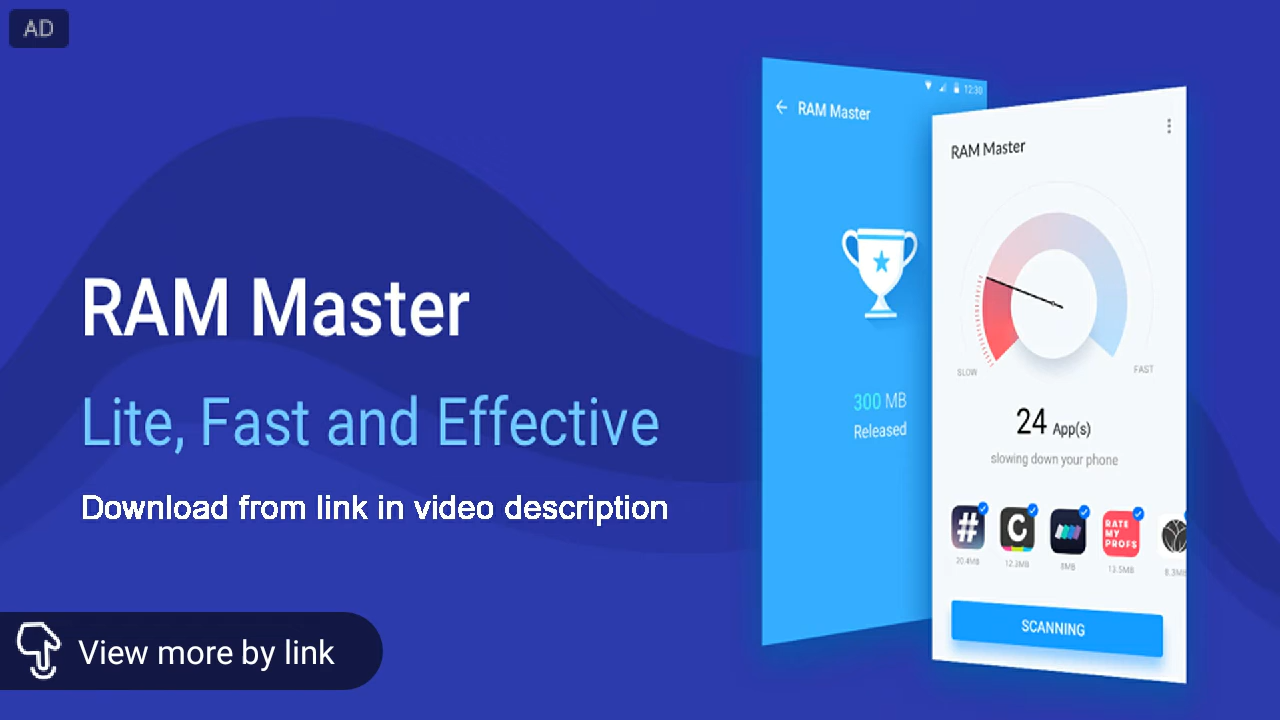 AD
RAM Master
Lite, Fast and Effective
Download from link in video description
View more by link
12:30
RAM Master
300 MB
Released
RAM Master
SLOW
FAST
24 App(s)
slowing down your phone
#
C
RATE
MY
PROFS
20.4MB
12.3MB
8MB
13.5MB
8.3MB
SCANNING